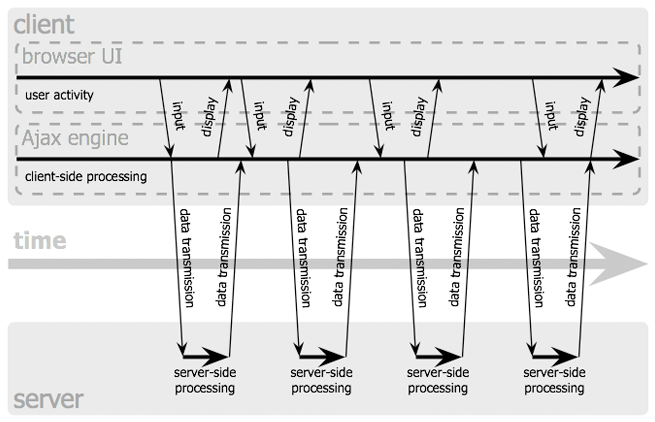 client
browser UI
user activity
input
display
input
display
input
display
input
display
Ajax engine
client-side processing
data transmission
data transmission
data transmission
data transmission
data transmission
data transmission
data transmission
data transmission
time
server-side
processing
server-side
processing
server-side
processing
server-side
processing
server